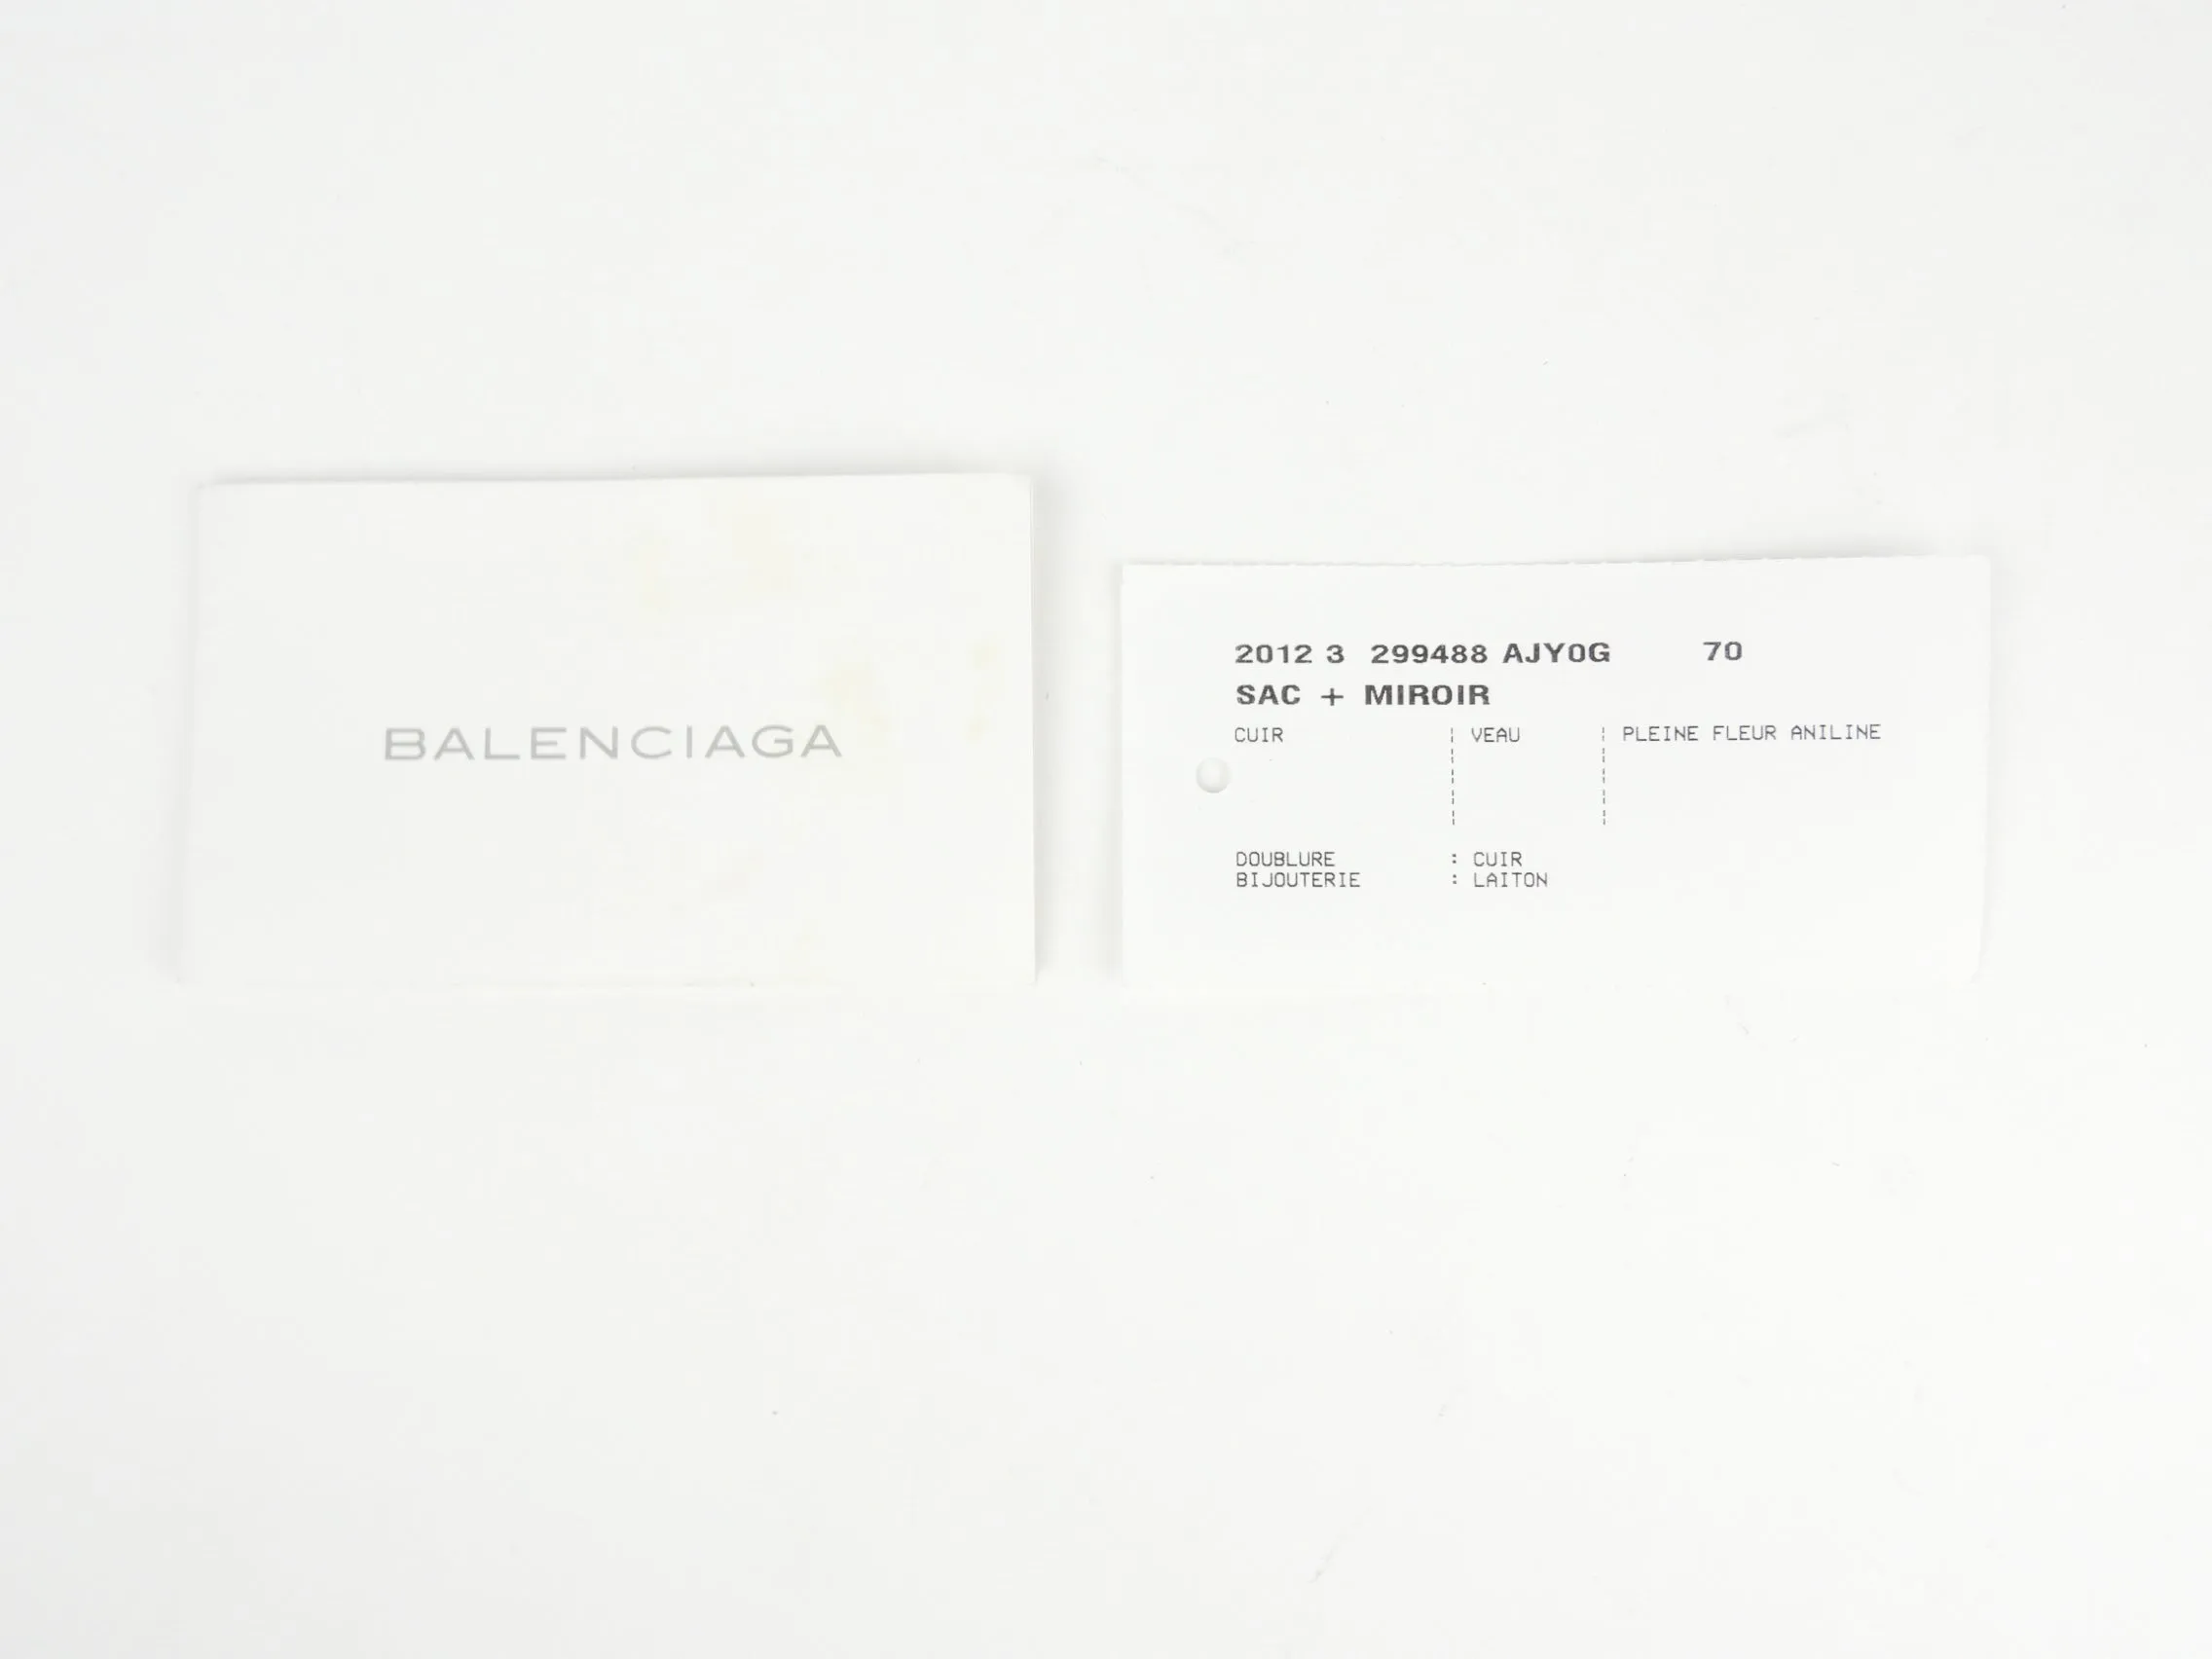 BALENCIAGA
2012 3 299488 AJY0G 70
SAC + MIROIR
CUIR ¦ VEAU ¦ PLEINE FLEUR ANILINE
DOUBLURE : CUIR
BIJOUTERIE : LAITON